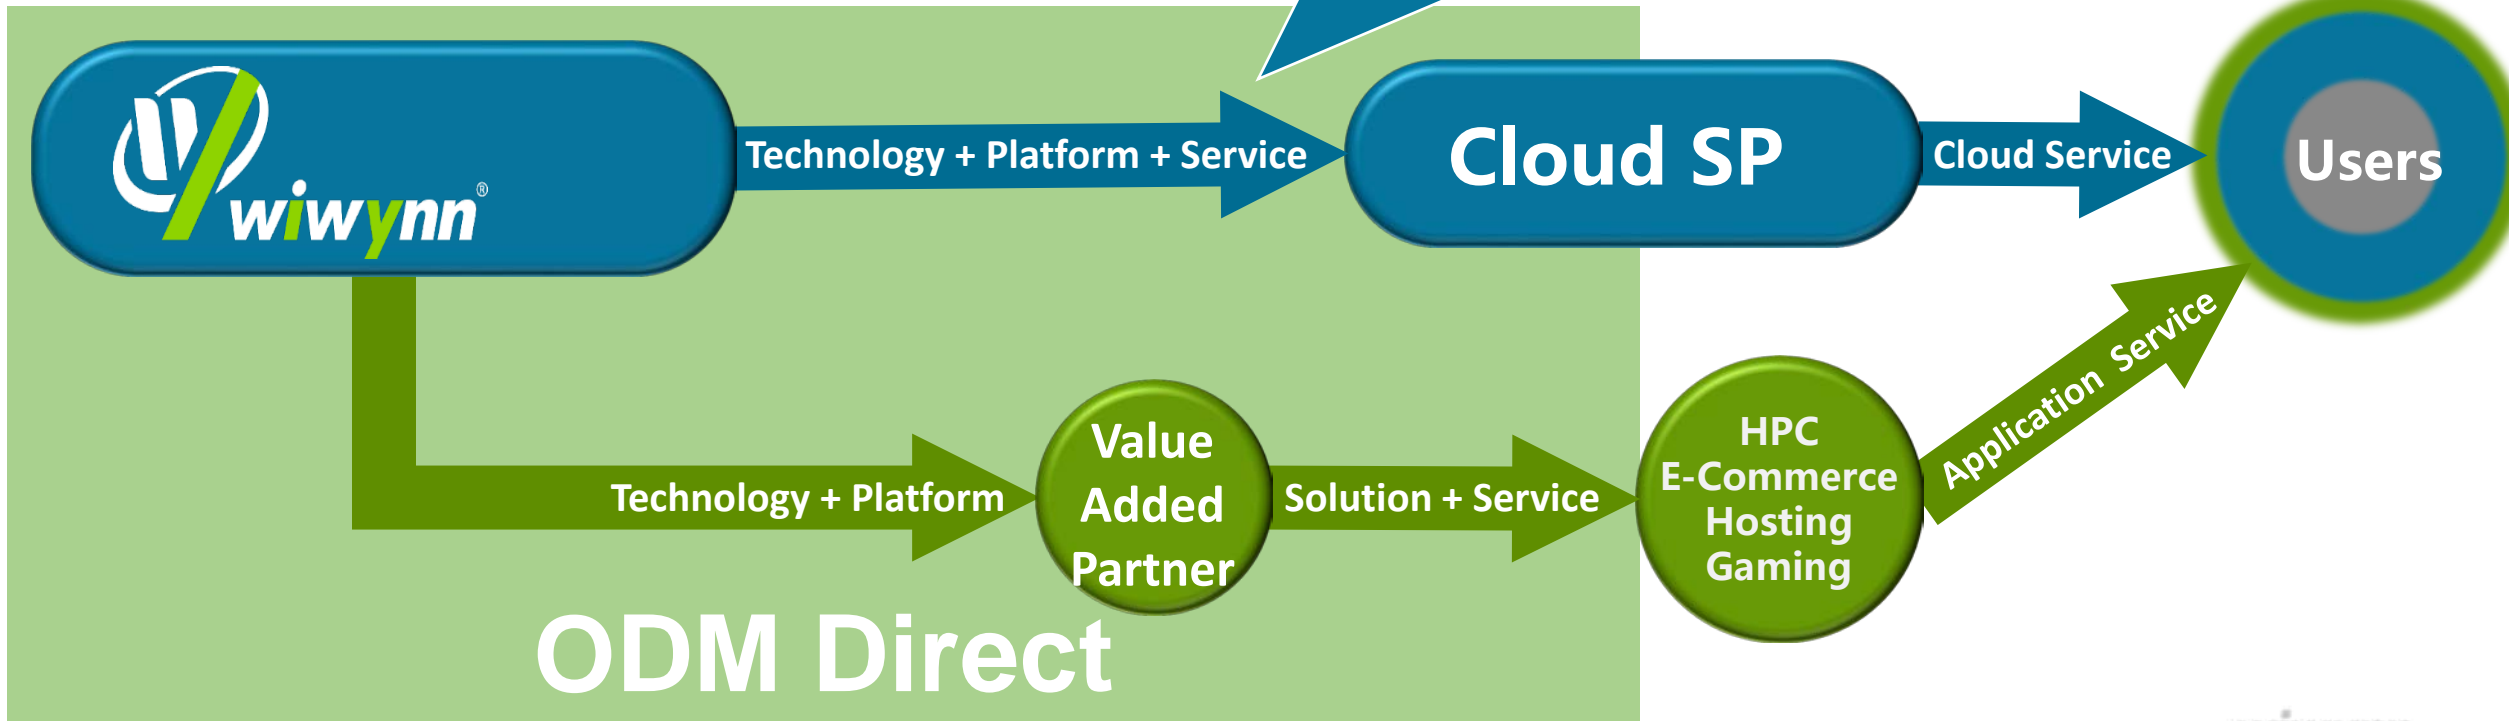 wiwynn®
Technology + Platform + Service
Cloud SP
Cloud Service
Users
Technology + Platform
Value
Added
Partner
Solution + Service
HPC
E-Commerce
Hosting
Gaming
Application Service
ODM Direct